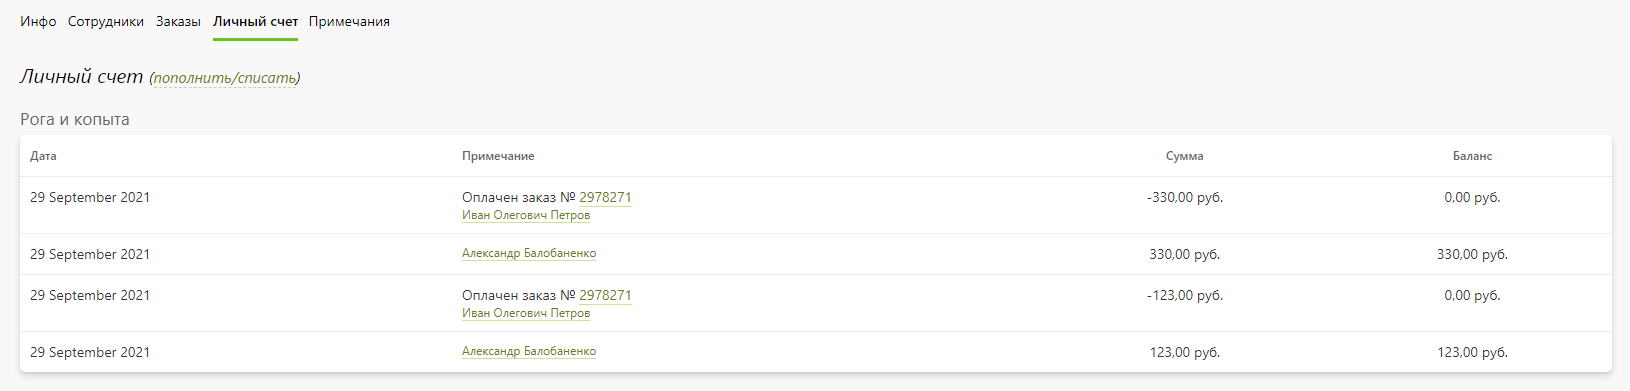 Инфо Сотрудники Заказы Личный счет Примечания
Личный счет (пополнить/списать)
Рога и копыта
Дата Примечание Сумма Баланс
29 September 2021 Оплачен заказ № 2978271 -330,00 руб. 0,00 руб.
Иван Олегович Петров
29 September 2021 Александр Балобаненко 330,00 руб. 330,00 руб.
29 September 2021 Оплачен заказ № 2978271 -123,00 руб. 0,00 руб.
Иван Олегович Петров
29 September 2021 Александр Балобаненко 123,00 руб. 123,00 руб.